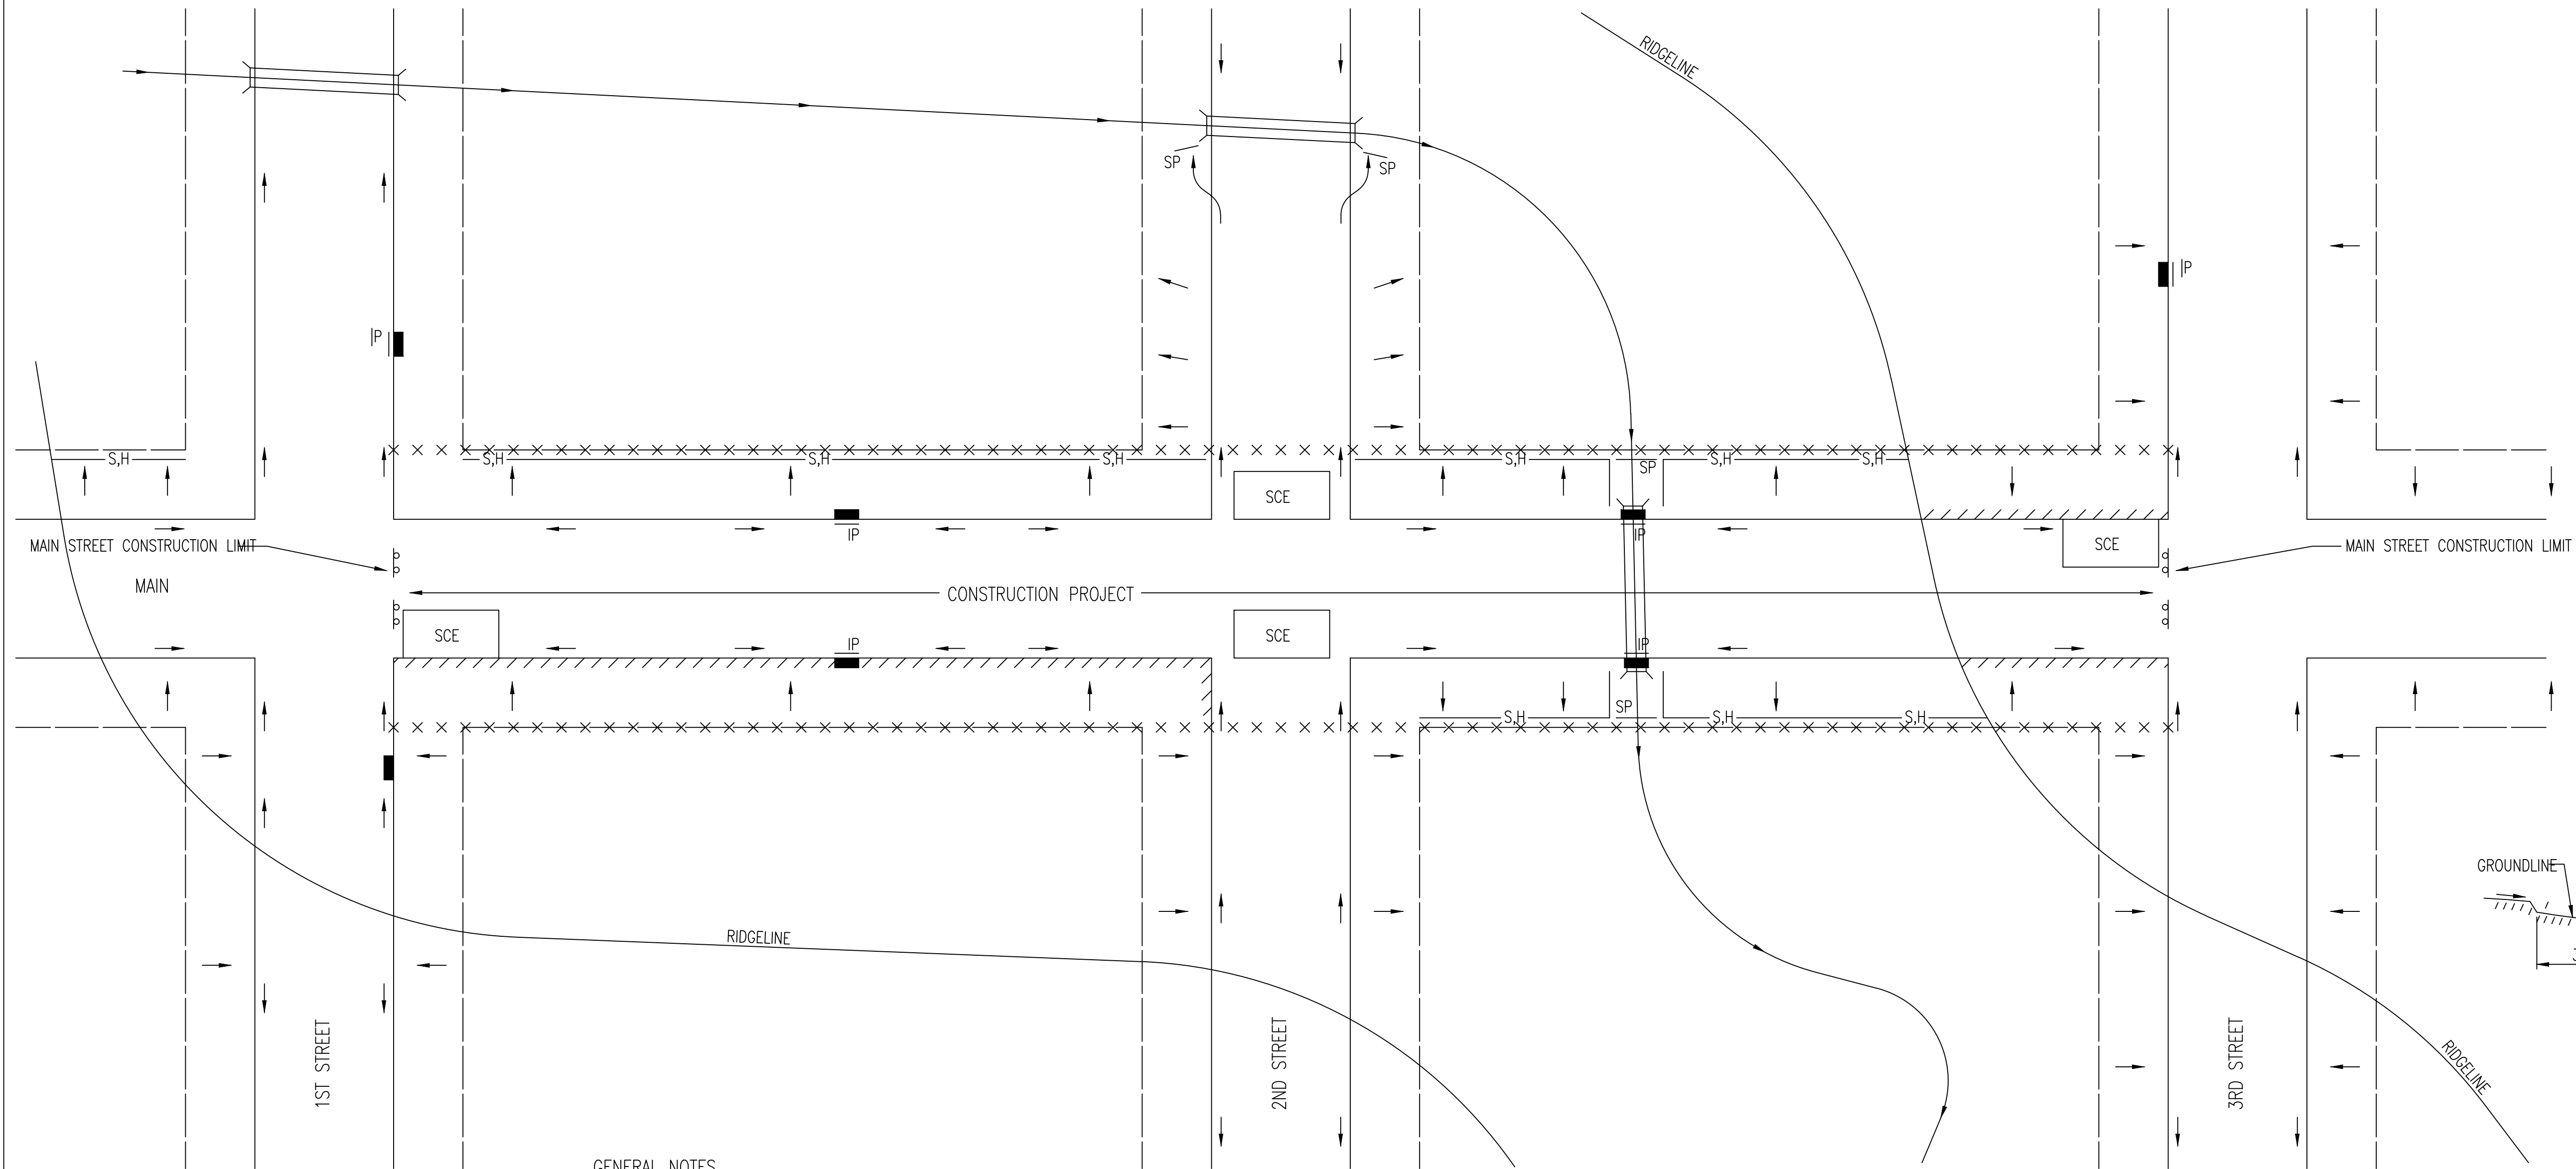 RIDGELINE
SP
SP
IP
IP
S,H
S,H
S,H
S,H
S,H
SP
S,H
S,H
SCE
IP
IP
MAIN STREET CONSTRUCTION LIMIT
SCE
MAIN STREET CONSTRUCTION LIMIT
MAIN
CONSTRUCTION PROJECT
SCE
SCE
IP
IP
SP
S,H
S,H
S,H
GROUNDLINE
RIDGELINE
1ST STREET
2ND STREET
3RD STREET
RIDGELINE
GENERAL NOTES